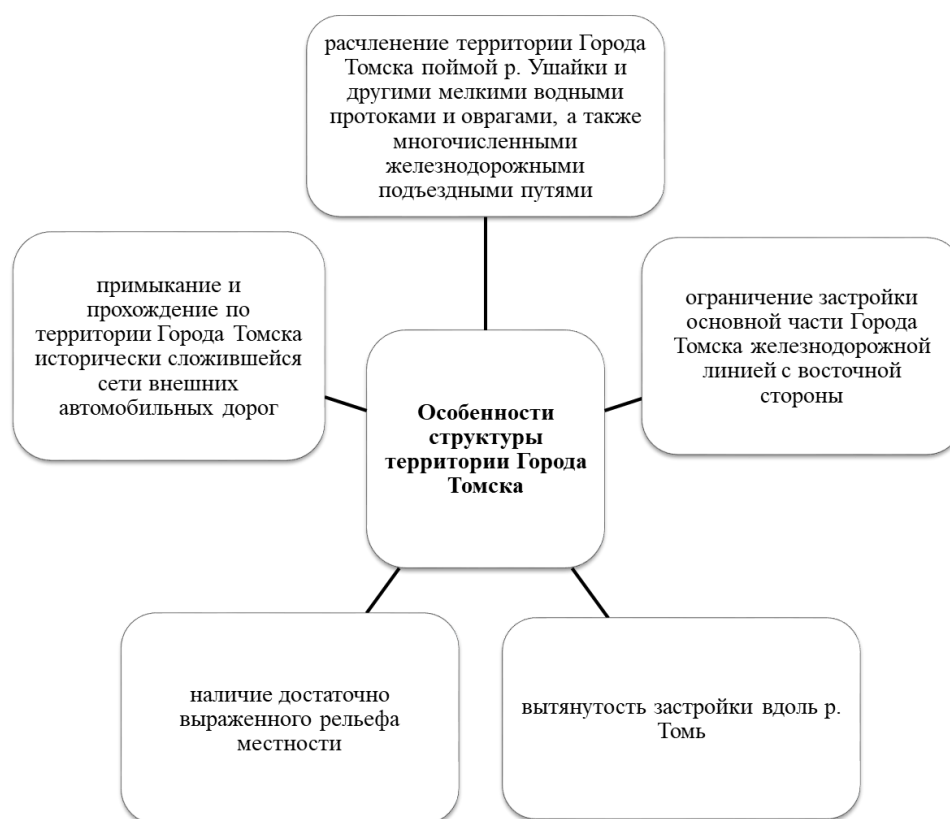 расчленение территории Города
Томска поймой р. Ушайки и
другими мелкими водными
протоками и оврагами, а также
многочисленными
железнодорожными
подъездными путями
примыкание и
прохождение по
территории Города Томска
исторически сложившейся
сети внешних
автомобильных дорог
ограничение застройки
основной части Города
Томска железнодорожной
линией с восточной
стороны
Особенности
структуры
территории Города
Томска
наличие достаточно
выраженного рельефа
местности
вытянутость застройки вдоль р.
Томь